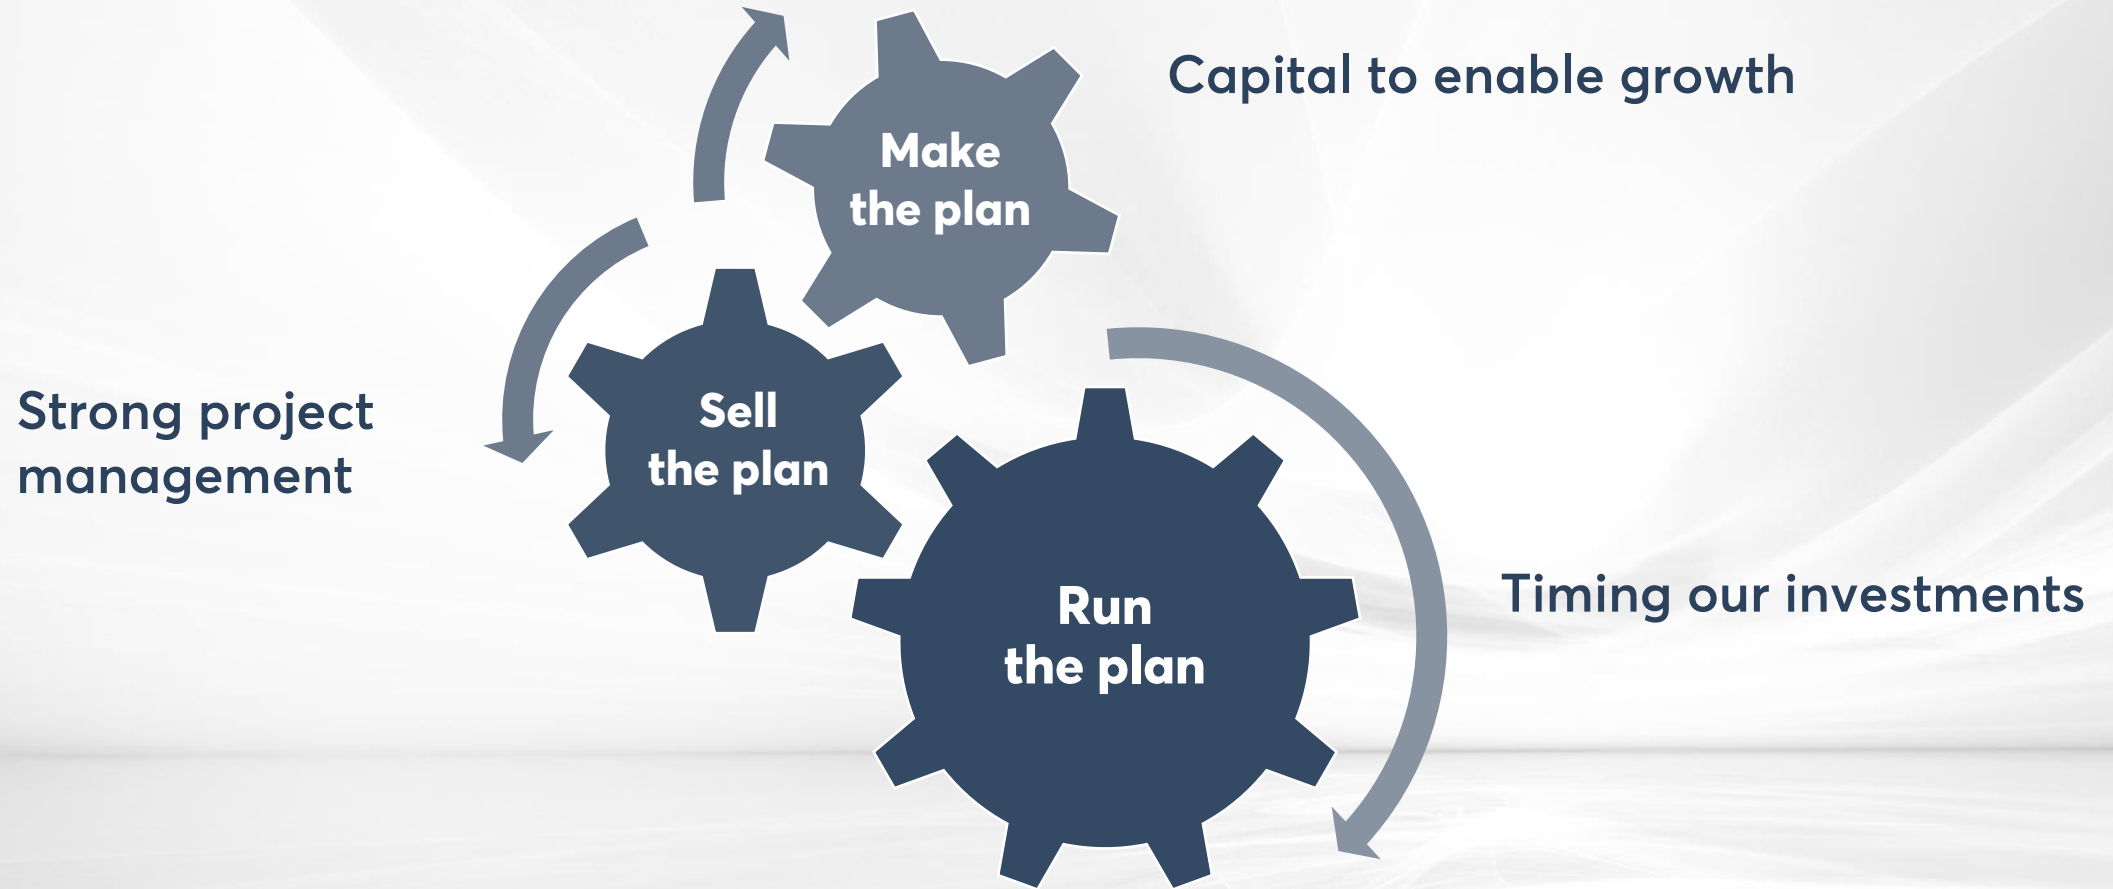 Capital to enable growth
Make
the plan
Strong project
management
Sell
the plan
Run
the plan
Timing our investments